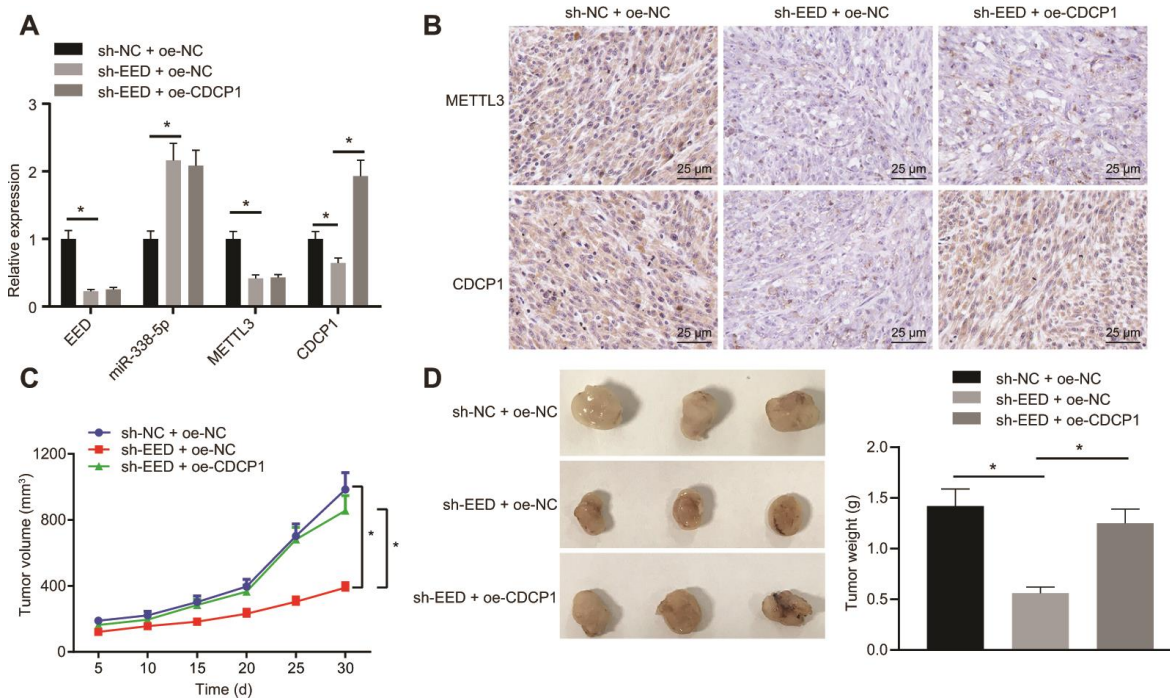 A
sh-NC + oe-NC
sh-EED + oe-NC
sh-EED + oe-CDCP1
Relative expression
3
2
1
0
*
*
*
*
*
EED
miR-338-5p
METTL3
CDCP1
B
sh-NC + oe-NC
sh-EED + oe-NC
sh-EED + oe-CDCP1
METTL3
25 µm
25 µm
25 µm
CDCP1
25 µm
25 µm
25 µm
C
sh-NC + oe-NC
sh-EED + oe-NC
sh-EED + oe-CDCP1
Tumor volume (mm³)
1200
800
400
0
*
*
5 10 15 20 25 30
Time (d)
D
sh-NC + oe-NC
sh-EED + oe-NC
sh-EED + oe-CDCP1
sh-NC + oe-NC
sh-EED + oe-NC
sh-EED + oe-CDCP1
Tumor weight (g)
2.0
1.5
1.0
0.5
0.0
*
*